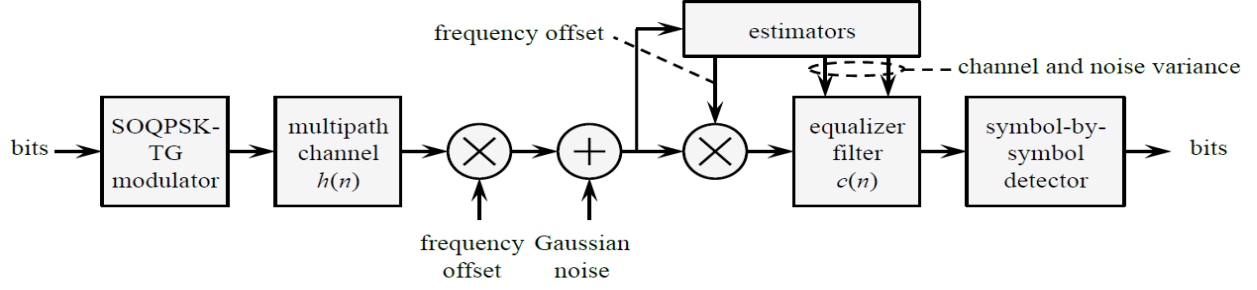 frequency offset
estimators
channel and noise variance
bits
SOQPSK-
TG
modulator
multipath
channel
h(n)
equalizer
filter
c(n)
symbol-by-
symbol
detector
bits
frequency
offset
Gaussian
noise